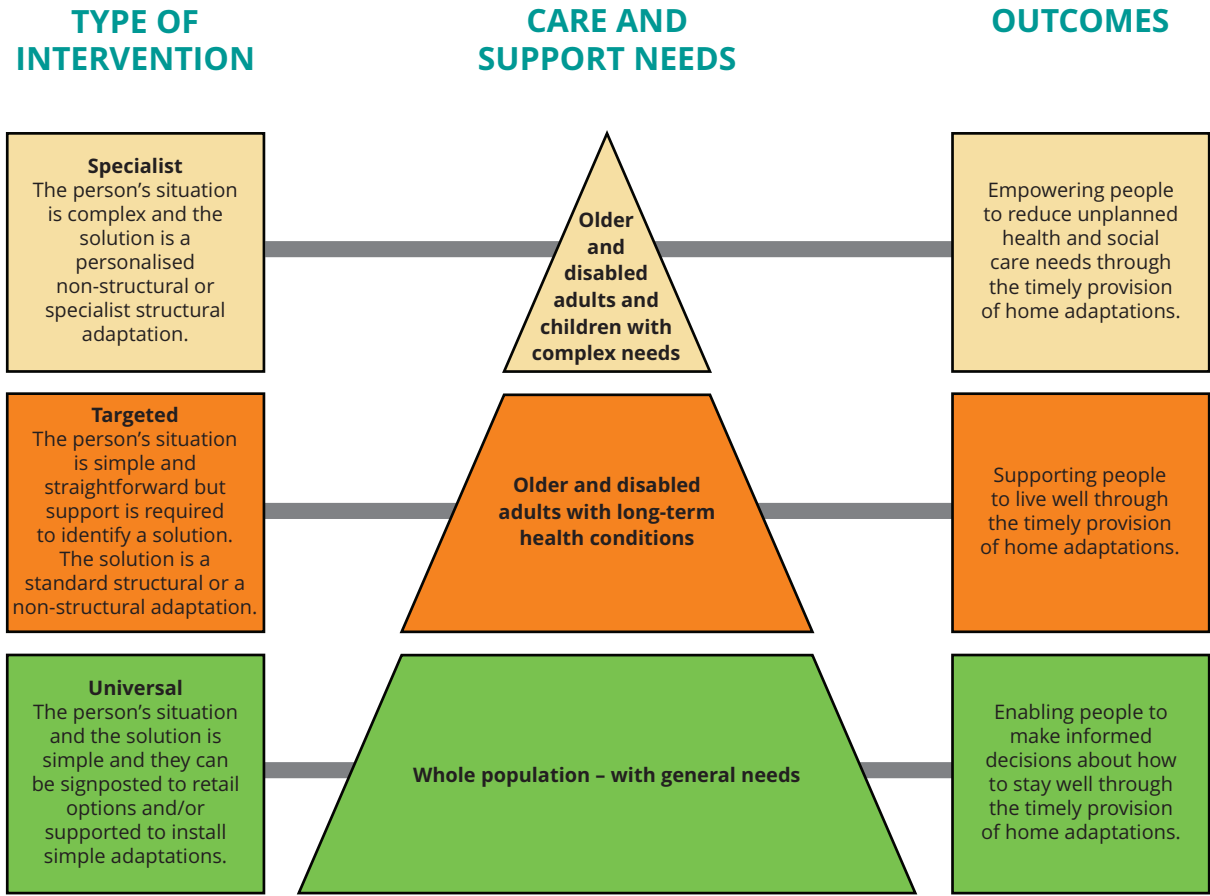 TYPE OF
INTERVENTION
CARE AND
SUPPORT NEEDS
OUTCOMES
Specialist
The person's situation
is complex and the
solution is a
personalised
non-structural or
specialist structural
adaptation.
Older
and
disabled
adults and
children with
complex needs
Empowering people
to reduce unplanned
health and social
care needs through
the timely provision
of home adaptations.
Targeted
The person's situation
is simple and
straightforward but
support is required
to identify a solution.
The solution is a
standard structural or a
non-structural adaptation.
Older and disabled
adults with long-term
health conditions
Supporting people
to live well through
the timely provision
of home adaptations.
Universal
The person's situation
and the solution is
simple and they can
be signposted to retail
options and/or
supported to install
simple adaptations.
Whole population – with general needs
Enabling people to
make informed
decisions about how
to stay well through
the timely provision
of home adaptations.